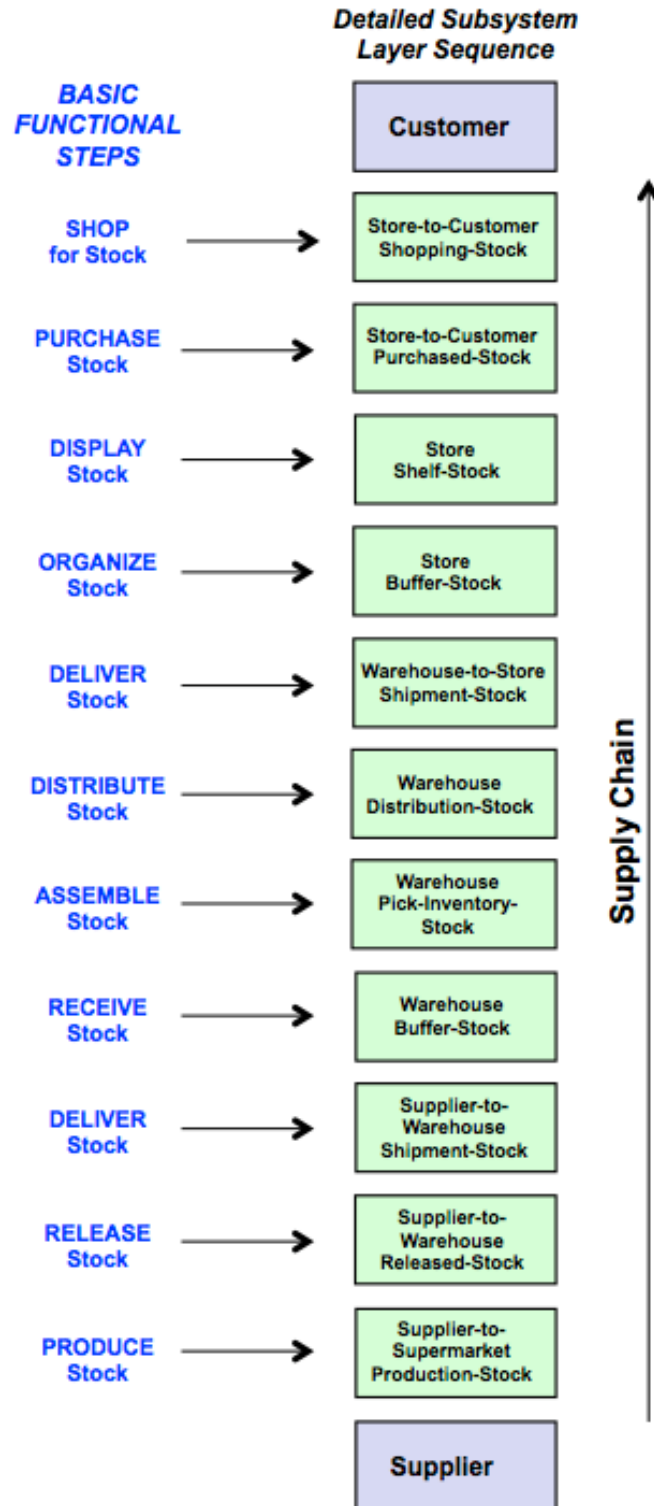 Detailed Subsystem
Layer Sequence
BASIC
FUNCTIONAL
STEPS
Customer
SHOP
for Stock
Store-to-Customer
Shopping-Stock
PURCHASE
Stock
Store-to-Customer
Purchased-Stock
DISPLAY
Stock
Store
Shelf-Stock
ORGANIZE
Stock
Store
Buffer-Stock
DELIVER
Stock
Warehouse-to-Store
Shipment-Stock
DISTRIBUTE
Stock
Warehouse
Distribution-Stock
ASSEMBLE
Stock
Warehouse
Pick-Inventory-
Stock
RECEIVE
Stock
Warehouse
Buffer-Stock
DELIVER
Stock
Supplier-to-
Warehouse
Shipment-Stock
RELEASE
Stock
Supplier-to-
Warehouse
Released-Stock
PRODUCE
Stock
Supplier-to-
Supermarket
Production-Stock
Supplier
Supply Chain